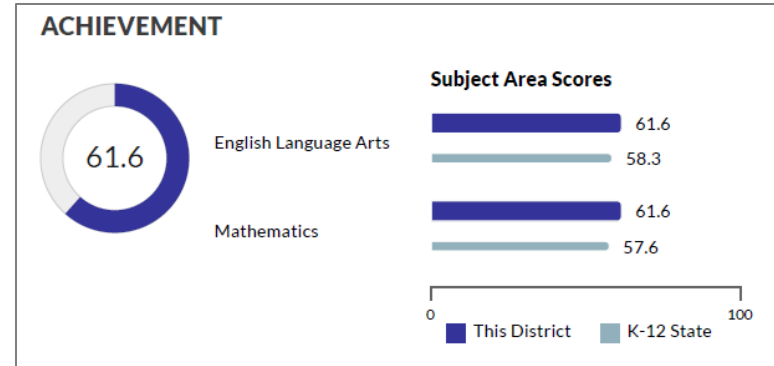 ACHIEVEMENT
61.6
Subject Area Scores
English Language Arts
61.6
58.3
Mathematics
61.6
57.6
0 100
This District K-12 State